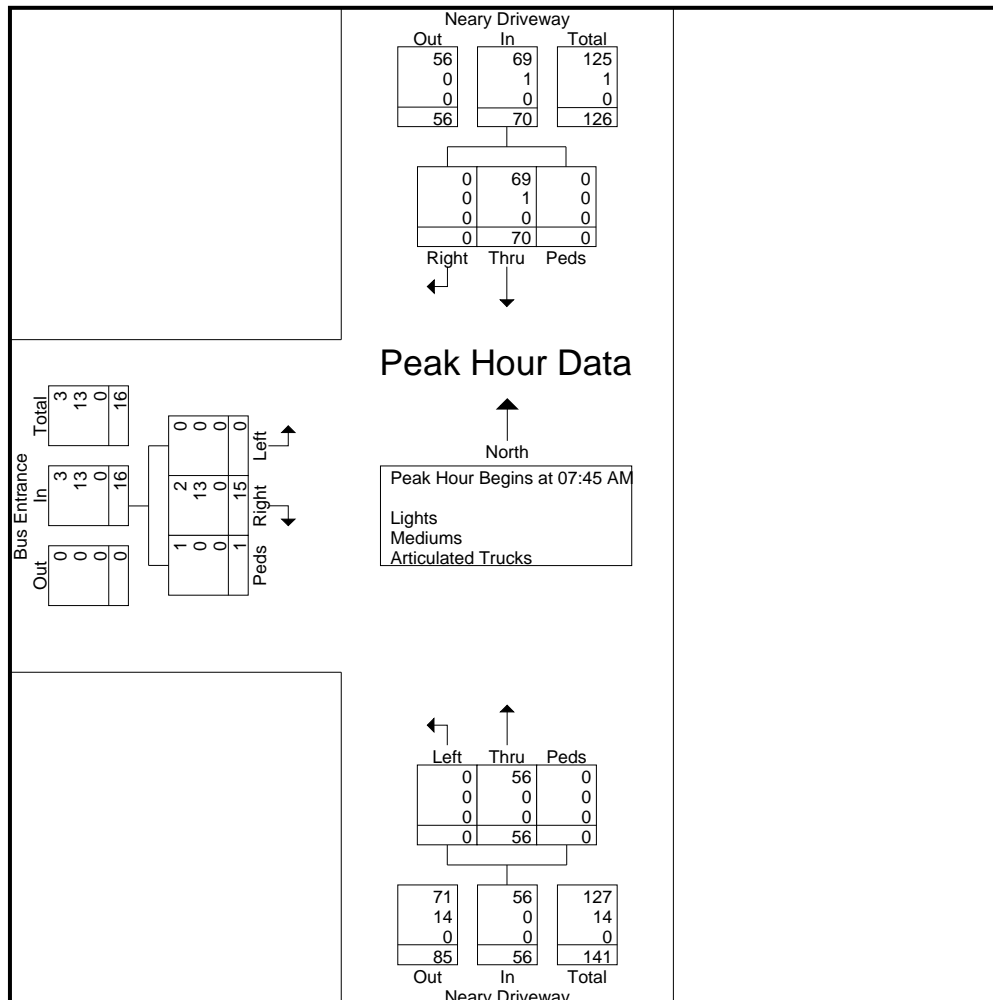 Neary Driveway
Out In Total
56 69 125
0 1 1
0 0 0
56 70 126
0 69 0
0 1 0
0 0 0
0 70 0
Right Thru Peds
Peak Hour Data
North
Peak Hour Begins at 07:45 AM
Lights
Mediums
Articulated Trucks
Bus Entrance
Out In Total
0 3 3
0 13 13
0 0 0
0 16 16
1 2 0
0 13 0
0 0 0
1 15 0
Peds Right Left
Left Thru Peds
0 56 0
0 0 0
0 0 0
0 56 0
71 56 127
14 0 14
0 0 0
85 56 141
Out In Total
Neary Driveway